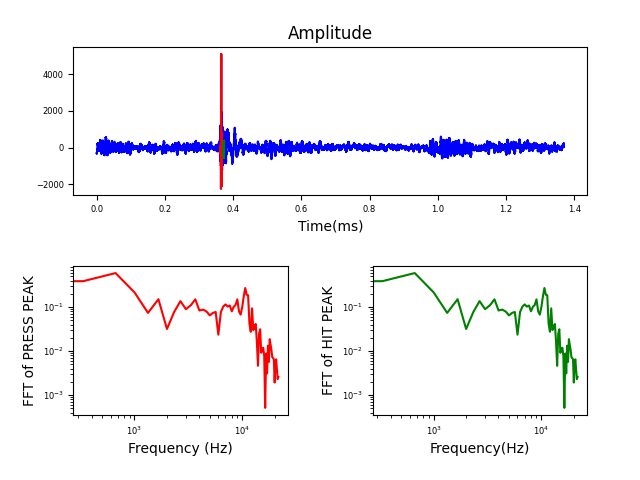 Amplitude
4000
2000
0
−2000
0.0 0.2 0.4 0.6 0.8 1.0 1.2 1.4
Time(ms)
FFT of PRESS PEAK
10⁻¹
10⁻²
10⁻³
10³ 10⁴
Frequency (Hz)
FFT of HIT PEAK
10⁻¹
10⁻²
10⁻³
10³ 10⁴
Frequency(Hz)